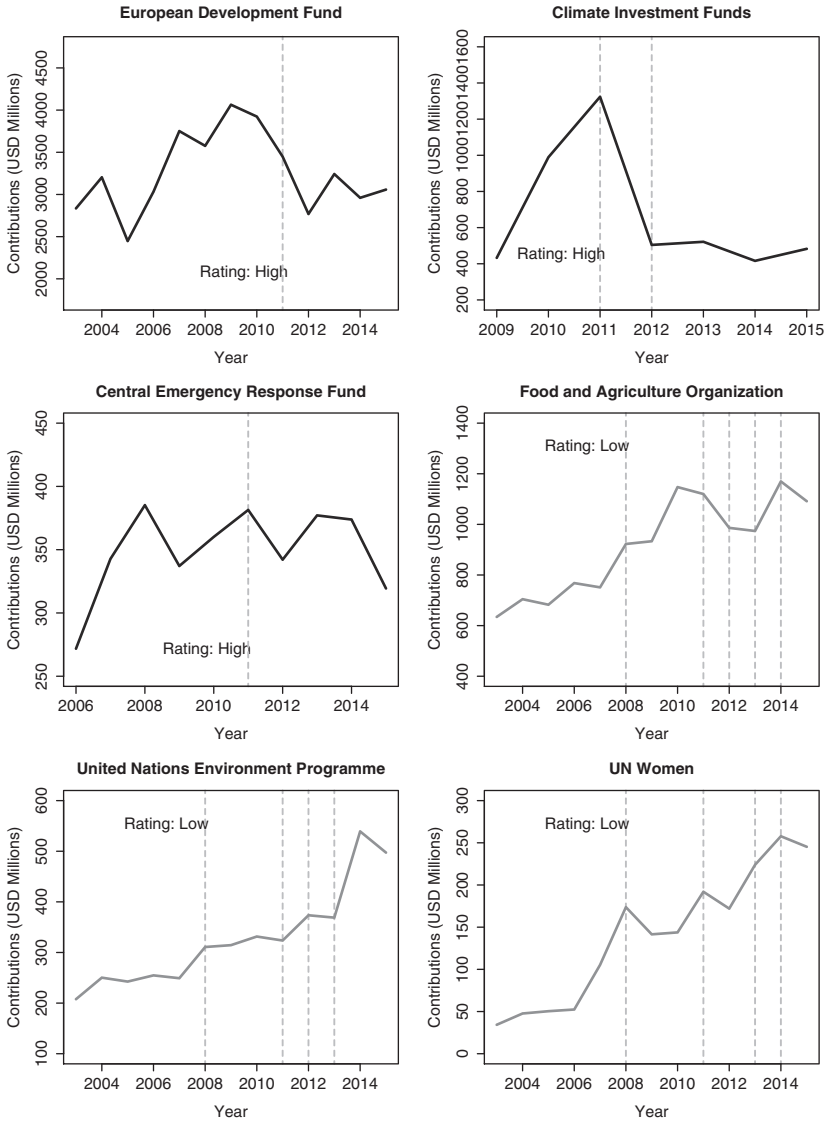 European Development Fund
Contributions (USD Millions)
4500
4000
3500
3000
2500
2000
Rating: High
2004 2006 2008 2010 2012 2014
Year
Climate Investment Funds
Contributions (USD Millions)
1600
1400
1200
1000
800
600
400
200
Rating: High
2009 2010 2011 2012 2013 2014 2015
Year
Central Emergency Response Fund
Contributions (USD Millions)
450
400
350
300
250
Rating: High
2006 2008 2010 2012 2014
Year
Food and Agriculture Organization
Contributions (USD Millions)
1400
1200
1000
800
600
400
Rating: Low
2004 2006 2008 2010 2012 2014
Year
United Nations Environment Programme
Contributions (USD Millions)
600
500
400
300
200
100
Rating: Low
2004 2006 2008 2010 2012 2014
Year
UN Women
Contributions (USD Millions)
300
250
200
150
100
50
0
Rating: Low
2004 2006 2008 2010 2012 2014
Year